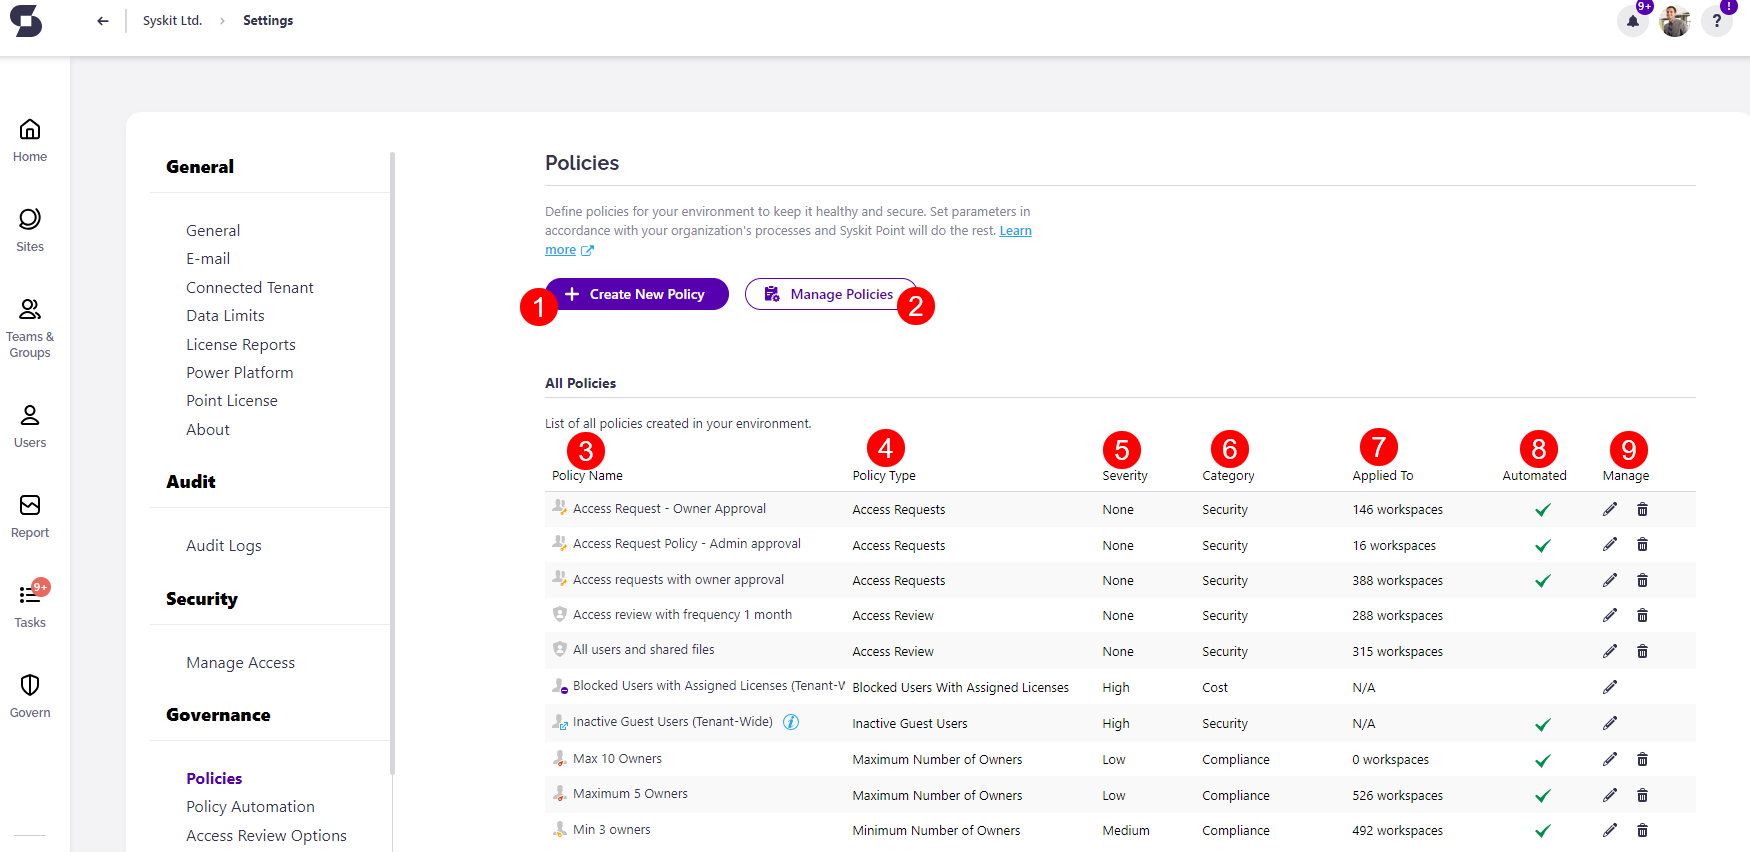 Syskit Ltd. > Settings
9+
!
?
Home
Sites
Teams &
Groups
Users
Report
9+
Tasks
Govern
General
General
E-mail
Connected Tenant
Data Limits
License Reports
Power Platform
Point License
About
Audit
Audit Logs
Security
Manage Access
Governance
Policies
Policy Automation
Access Review Options
Policies
Define policies for your environment to keep it healthy and secure. Set parameters in
accordance with your organization's processes and Syskit Point will do the rest. Learn
more
1 + Create New Policy Manage Policies 2
All Policies
List of all policies created in your environment.
3 4 5 6 7 8 9
Policy Name Policy Type Severity Category Applied To Automated Manage
Access Request - Owner Approval Access Requests None Security 146 workspaces
Access Request Policy - Admin approval Access Requests None Security 16 workspaces
Access requests with owner approval Access Requests None Security 388 workspaces
Access review with frequency 1 month Access Review None Security 288 workspaces
All users and shared files Access Review None Security 315 workspaces
Blocked Users with Assigned Licenses (Tenant-W Blocked Users With Assigned Licenses High Cost N/A
Inactive Guest Users (Tenant-Wide) i Inactive Guest Users High Security N/A
Max 10 Owners Maximum Number of Owners Low Compliance 0 workspaces
Maximum 5 Owners Maximum Number of Owners Low Compliance 526 workspaces
Min 3 owners Minimum Number of Owners Medium Compliance 492 workspaces